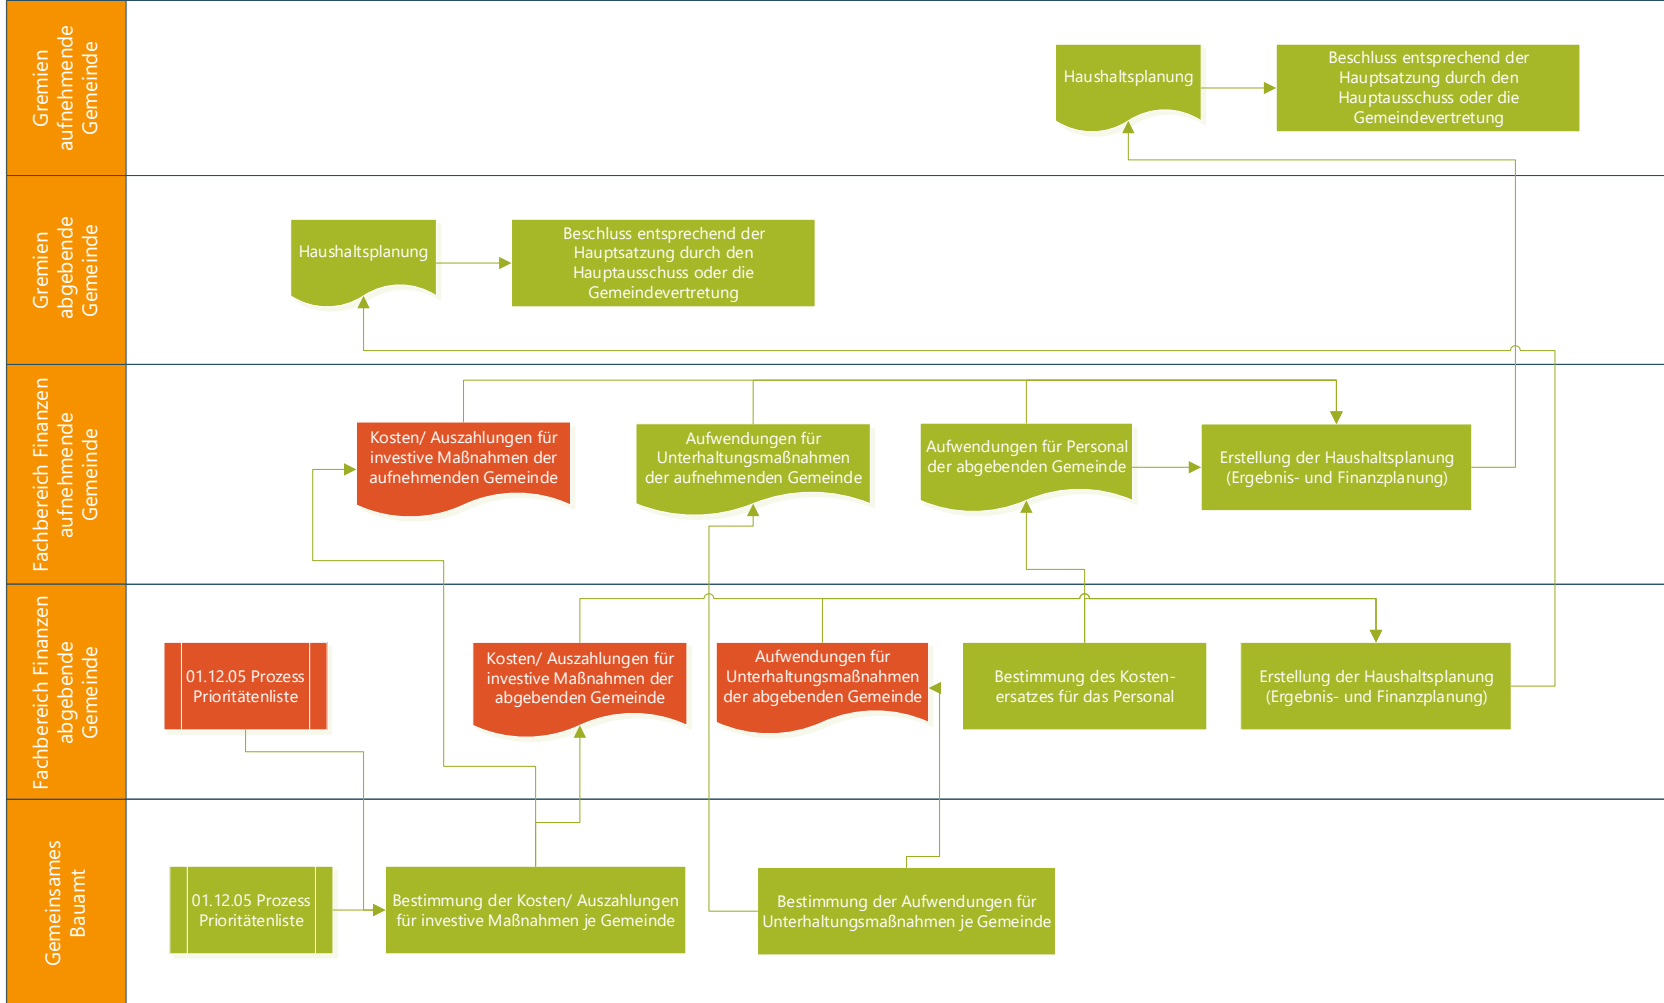 Gremien
aufnehmende
Gemeinde
Haushaltsplanung
Beschluss entsprechend der
Hauptsatzung durch den
Hauptausschuss oder die
Gemeindevertretung
Gremien
abgebende
Gemeinde
Haushaltsplanung
Beschluss entsprechend der
Hauptsatzung durch den
Hauptausschuss oder die
Gemeindevertretung
Fachbereich Finanzen
aufnehmende
Gemeinde
Kosten/ Auszahlungen für
investive Maßnahmen der
aufnehmenden Gemeinde
Aufwendungen für
Unterhaltungsmaßnahmen
der aufnehmenden Gemeinde
Aufwendungen für Personal
der abgebenden Gemeinde
Erstellung der Haushaltsplanung
(Ergebnis- und Finanzplanung)
Fachbereich Finanzen
abgebende
Gemeinde
01.12.05 Prozess
Prioritätenliste
Kosten/ Auszahlungen für
investive Maßnahmen der
abgebenden Gemeinde
Aufwendungen für
Unterhaltungsmaßnahmen
der abgebenden Gemeinde
Bestimmung des Kosten-
ersatzes für das Personal
Erstellung der Haushaltsplanung
(Ergebnis- und Finanzplanung)
Gemeinsames
Bauamt
01.12.05 Prozess
Prioritätenliste
Bestimmung der Kosten/ Auszahlungen
für investive Maßnahmen je Gemeinde
Bestimmung der Aufwendungen für
Unterhaltungsmaßnahmen je Gemeinde